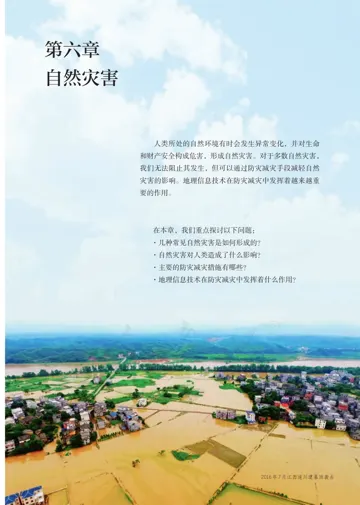 第六章
自然灾害
人类所处的自然环境有时会发生异常变化，并对生命
和财产安全构成危害，形成自然灾害。对于多数自然灾害，
我们无法阻止其发生，但可以通过防灾减灾手段减轻自然
灾害的影响。地理信息技术在防灾减灾中发挥着越来越重
要的作用。
在本章，我们重点探讨以下问题：
·几种常见自然灾害是如何形成的？
·自然灾害对人类造成了什么影响？
·主要的防灾减灾措施有哪些？
·地理信息技术在防灾减灾中发挥着什么作用？